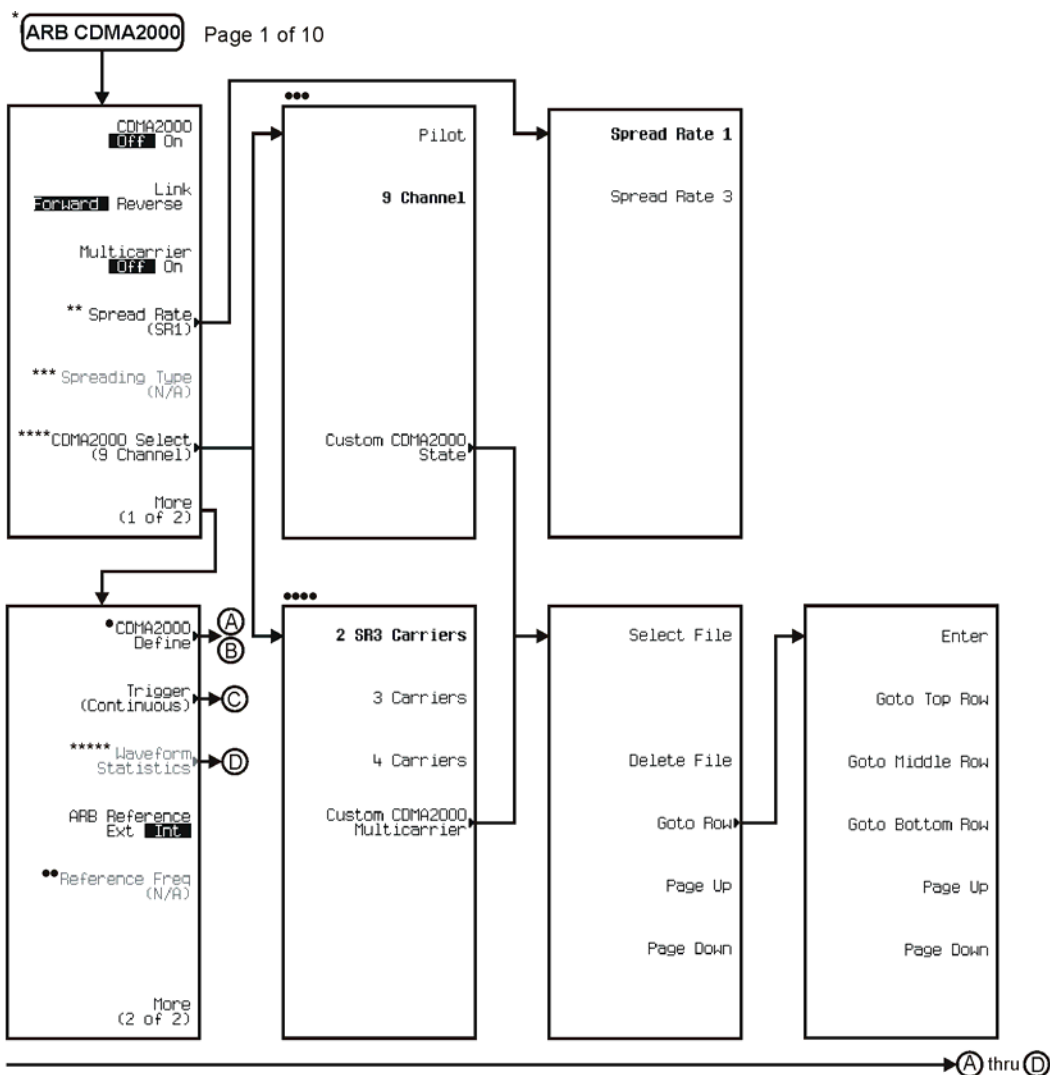 *
ARB CDMA2000
Page 1 of 10
CDMA2000
Off On
Link
Forward Reverse
Multicarrier
Off On
** Spread Rate
(SR1)
*** Spreading Type
(N/A)
****CDMA2000 Select
(9 Channel)
More
(1 of 2)
•••
Pilot
9 Channel
Custom CDMA2000
State
Spread Rate 1
Spread Rate 3
•CDMA2000
Define
A
B
Trigger
(Continuous)
C
***** Waveform
Statistics
D
ARB Reference
Ext Int
••Reference Freq
(N/A)
More
(2 of 2)
••••
2 SR3 Carriers
3 Carriers
4 Carriers
Custom CDMA2000
Multicarrier
Select File
Delete File
Goto Row
Page Up
Page Down
Enter
Goto Top Row
Goto Middle Row
Goto Bottom Row
Page Up
Page Down
A thru D